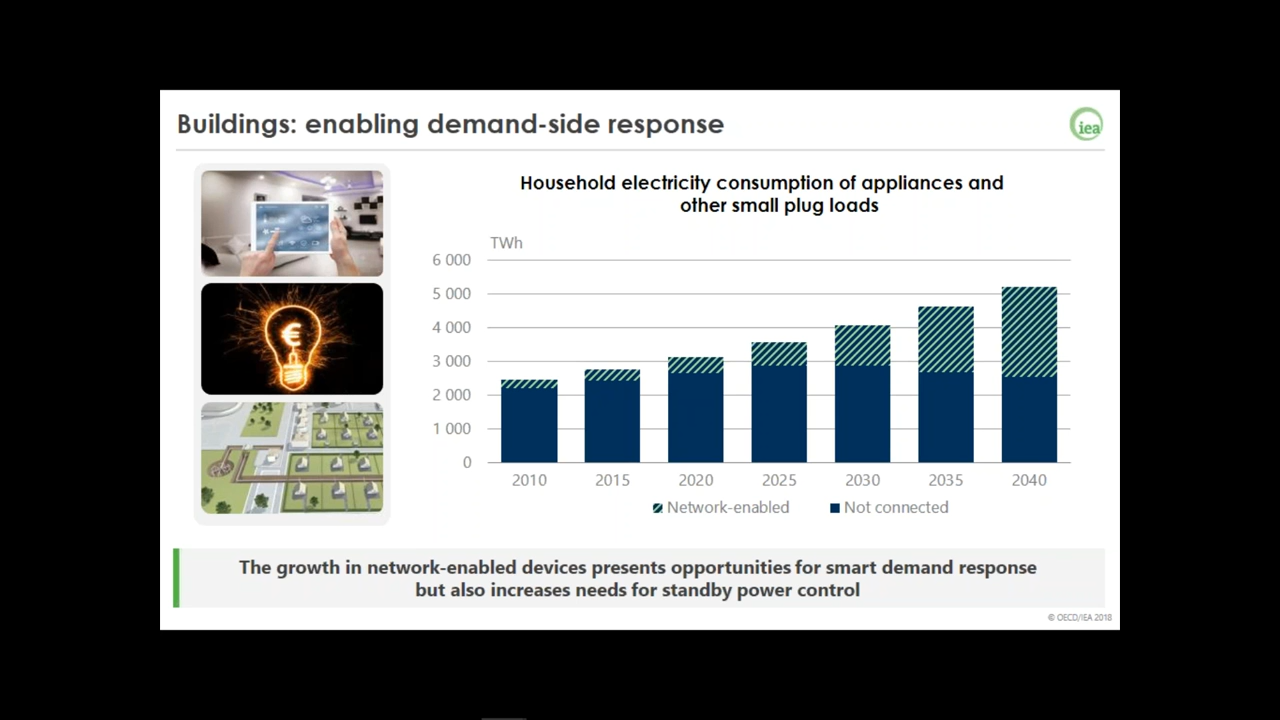 Buildings: enabling demand-side response
iea
Household electricity consumption of appliances and
other small plug loads
TWh
6 000
5 000
4 000
3 000
2 000
1 000
0
2010 2015 2020 2025 2030 2035 2040
Network-enabled Not connected
€
The growth in network-enabled devices presents opportunities for smart demand response
but also increases needs for standby power control
© OECD/IEA 2018